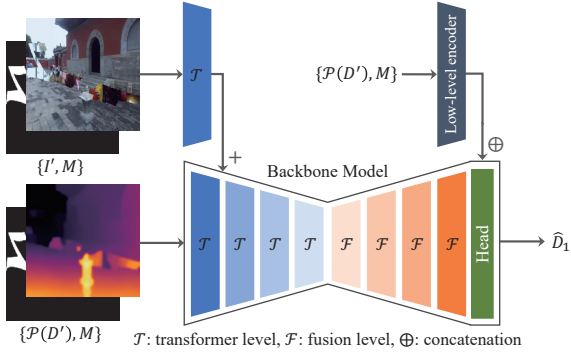 𝒯
{𝒫(D′), M}
Low-level encoder
{I′, M}
+
⊕
Backbone Model
𝒯
𝒯
𝒯
𝒯
ℱ
ℱ
ℱ
ℱ
Head
D̂₁
{𝒫(D′), M}
𝒯: transformer level, ℱ: fusion level, ⊕: concatenation